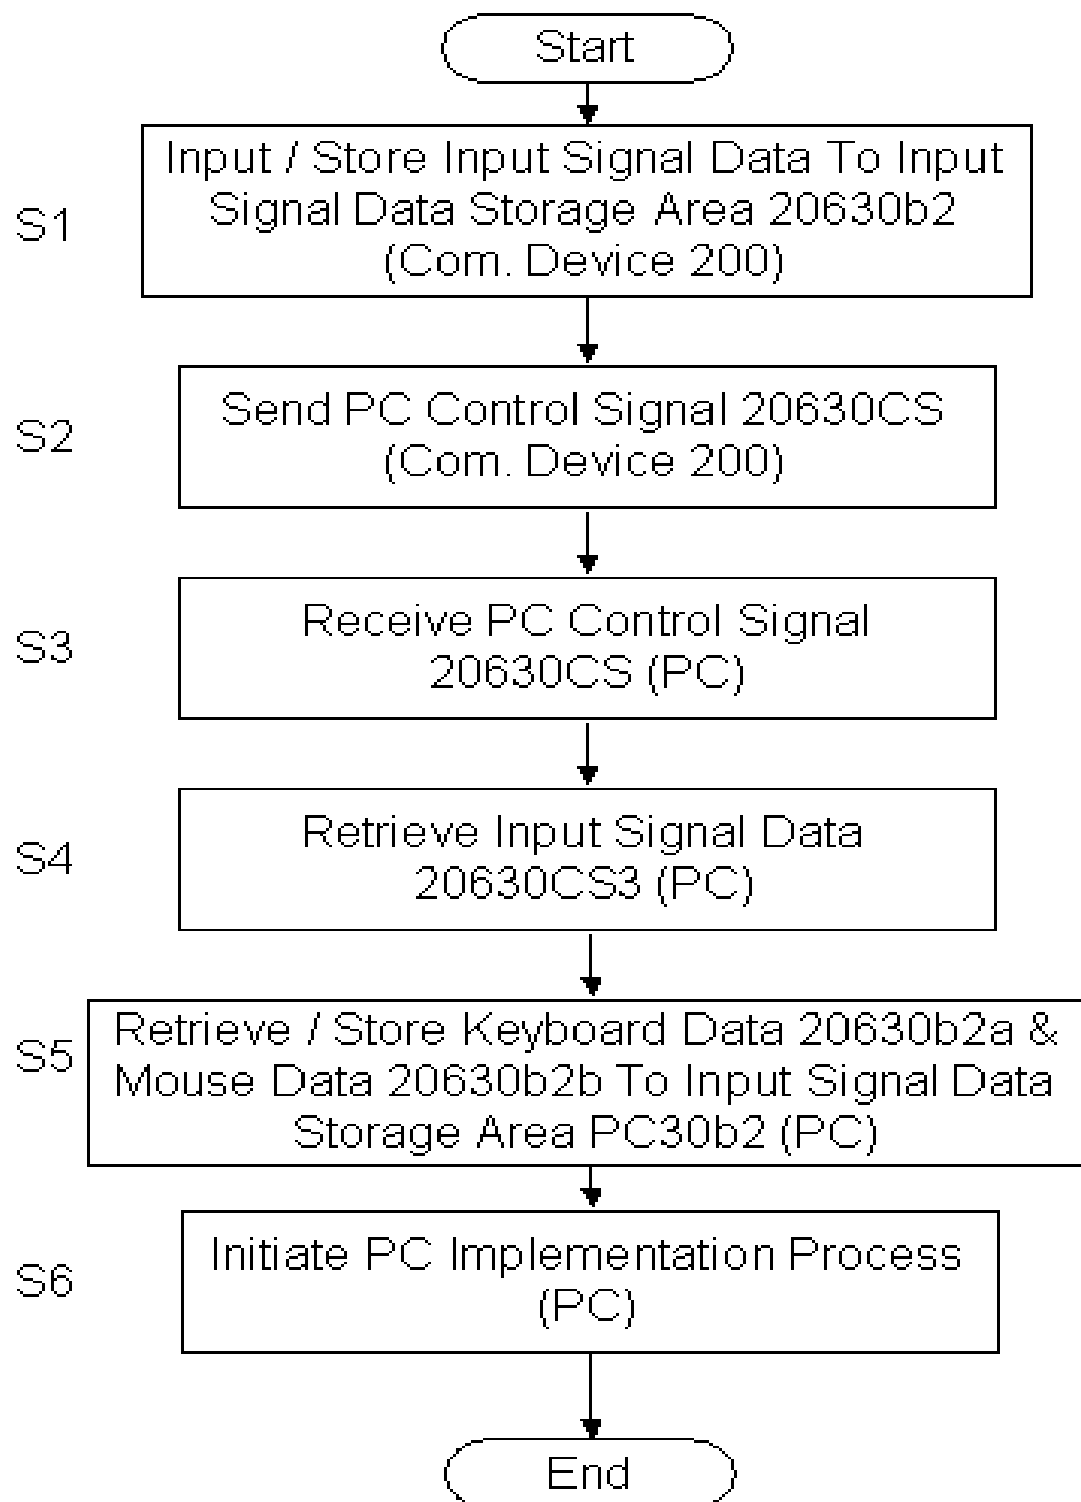 Start
Input / Store Input Signal Data To Input
Signal Data Storage Area 20630b2
(Com. Device 200)
S1
Send PC Control Signal 20630CS
(Com. Device 200)
S2
Receive PC Control Signal
20630CS (PC)
S3
Retrieve Input Signal Data
20630CS3 (PC)
S4
Retrieve / Store Keyboard Data 20630b2a &
Mouse Data 20630b2b To Input Signal Data
Storage Area PC30b2 (PC)
S5
Initiate PC Implementation Process
(PC)
S6
End